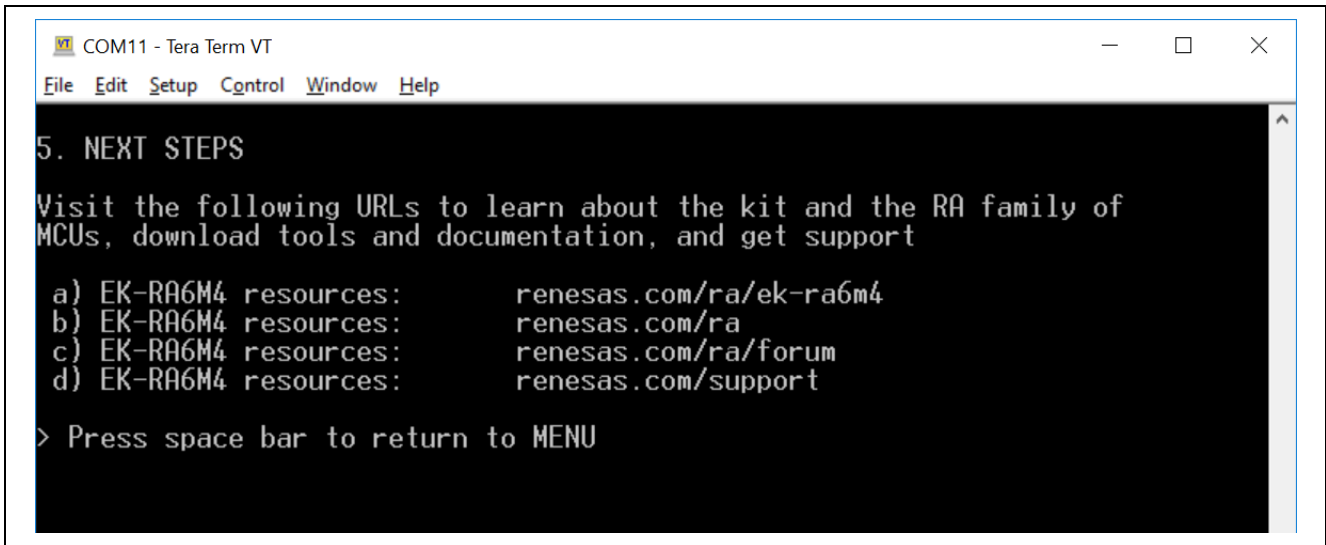 COM11 - Tera Term VT
File Edit Setup Control Window Help
5. NEXT STEPS
Visit the following URLs to learn about the kit and the RA family of
MCUs, download tools and documentation, and get support
a) EK-RA6M4 resources: renesas.com/ra/ek-ra6m4
b) EK-RA6M4 resources: renesas.com/ra
c) EK-RA6M4 resources: renesas.com/ra/forum
d) EK-RA6M4 resources: renesas.com/support
> Press space bar to return to MENU